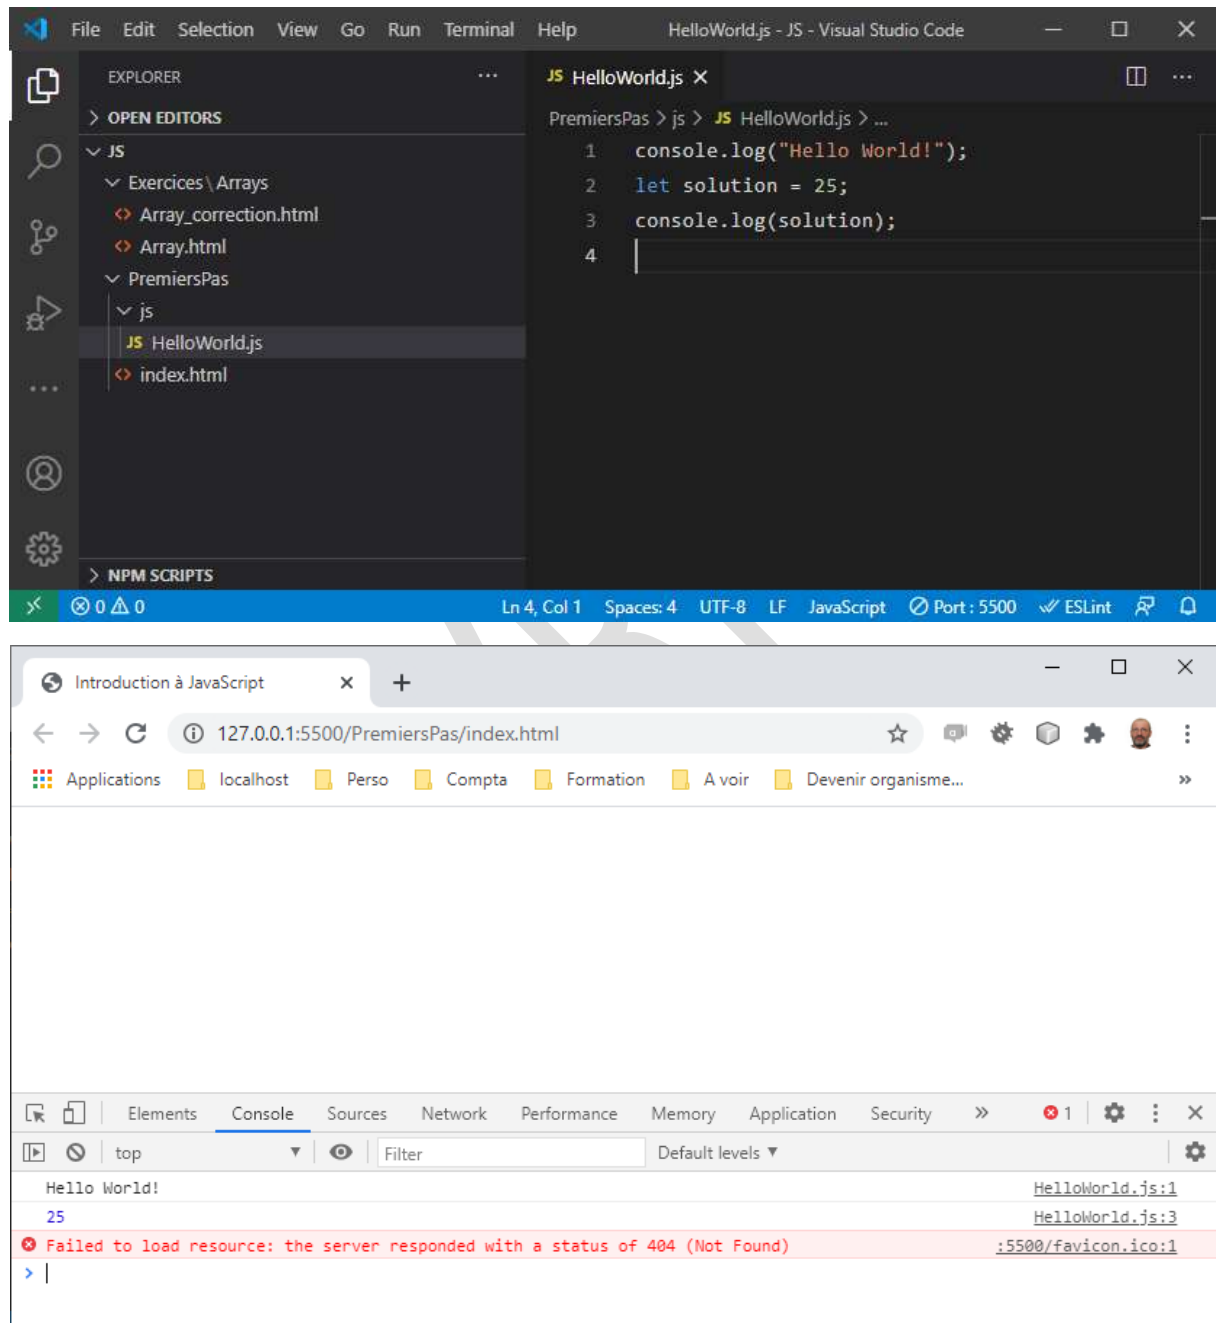 File Edit Selection View Go Run Terminal Help HelloWorld.js - JS - Visual Studio Code
EXPLORER ···
OPEN EDITORS
JS
Exercices\Arrays
Array_correction.html
Array.html
PremiersPas
js
JS HelloWorld.js
index.html
NPM SCRIPTS
JS HelloWorld.js
PremiersPas > js > JS HelloWorld.js > ...
1 console.log("Hello World!");
2 let solution = 25;
3 console.log(solution);
4
0 0 Ln 4, Col 1 Spaces: 4 UTF-8 LF JavaScript Port : 5500 ESLint
Introduction à JavaScript
127.0.0.1:5500/PremiersPas/index.html
Applications localhost Perso Compta Formation A voir Devenir organisme... »
Elements Console Sources Network Performance Memory Application Security » 1
top Filter Default levels ▼
Hello World! HelloWorld.js:1
25 HelloWorld.js:3
Failed to load resource: the server responded with a status of 404 (Not Found) :5500/favicon.ico:1
>